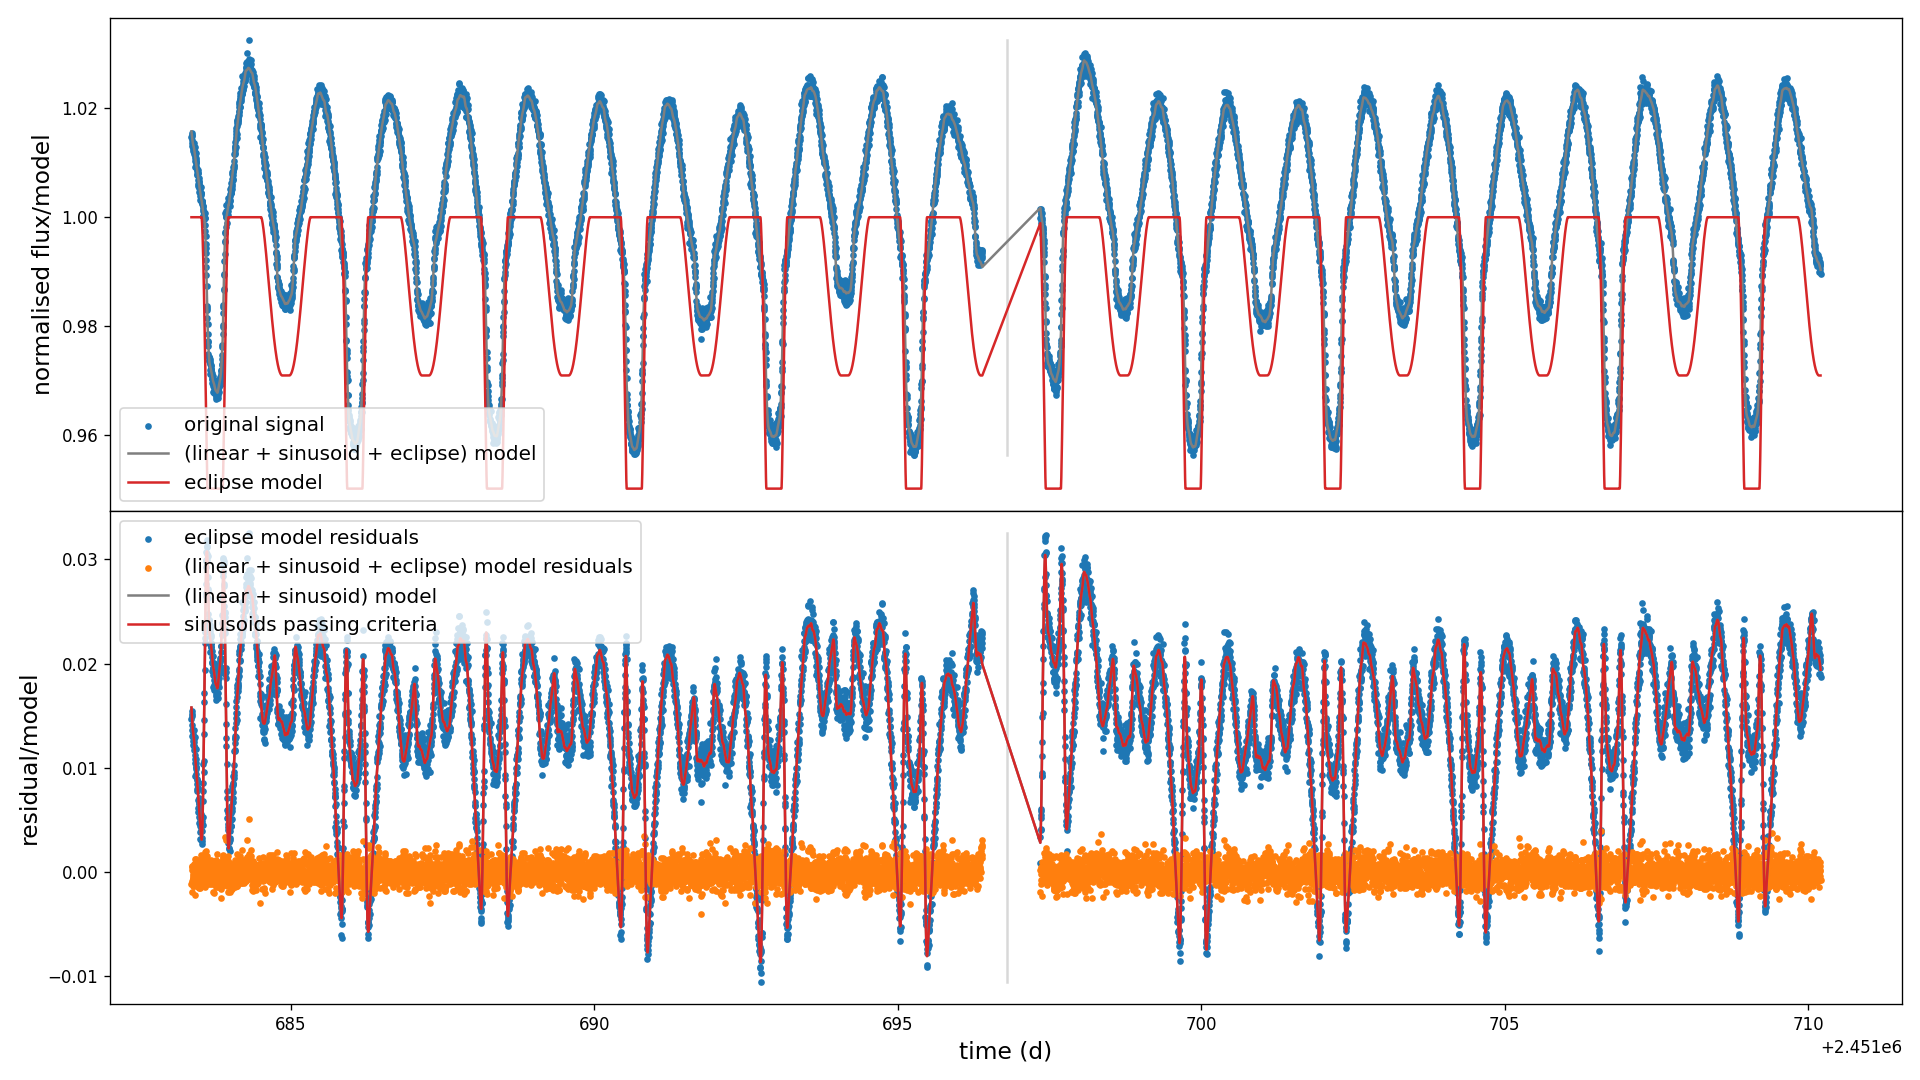 normalised flux/model
1.02
1.00
0.98
0.96
original signal
(linear + sinusoid + eclipse) model
eclipse model
residual/model
0.03
0.02
0.01
0.00
−0.01
eclipse model residuals
(linear + sinusoid + eclipse) model residuals
(linear + sinusoid) model
sinusoids passing criteria
685 690 695 700 705 710
time (d)
+2.451e6